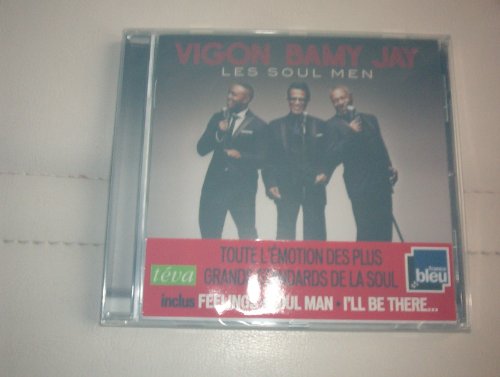 VIGON BAMY JAY
LES SOUL MEN
TOUTE L'ÉMOTION DES PLUS
GRANDS STANDARDS DE LA SOUL
téva
bleu
inclus FEELINGS - SOUL MAN - I'LL BE THERE...